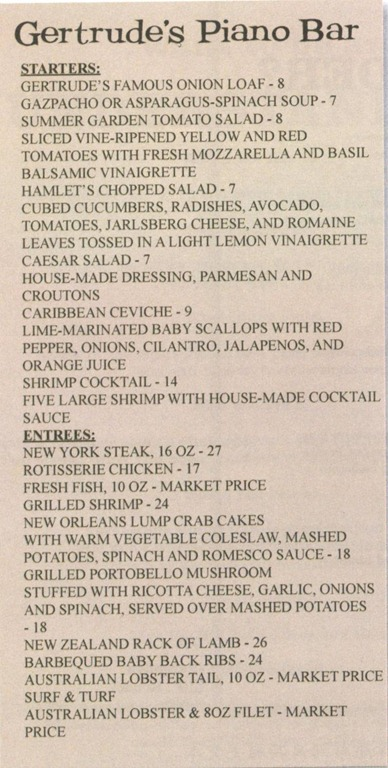 Gertrude's Piano Bar
STARTERS:
GERTRUDE'S FAMOUS ONION LOAF - 8
GAZPACHO OR ASPARAGUS-SPINACH SOUP - 7
SUMMER GARDEN TOMATO SALAD - 8
SLICED VINE-RIPENED YELLOW AND RED
TOMATOES WITH FRESH MOZZARELLA AND BASIL
BALSAMIC VINAIGRETTE
HAMLET'S CHOPPED SALAD - 7
CUBED CUCUMBERS, RADISHES, AVOCADO,
TOMATOES, JARLSBERG CHEESE, AND ROMAINE
LEAVES TOSSED IN A LIGHT LEMON VINAIGRETTE
CAESAR SALAD - 7
HOUSE-MADE DRESSING, PARMESAN AND
CROUTONS
CARIBBEAN CEVICHE - 9
LIME-MARINATED BABY SCALLOPS WITH RED
PEPPER, ONIONS, CILANTRO, JALAPENOS, AND
ORANGE JUICE
SHRIMP COCKTAIL - 14
FIVE LARGE SHRIMP WITH HOUSE-MADE COCKTAIL
SAUCE
ENTREES:
NEW YORK STEAK, 16 OZ - 27
ROTISSERIE CHICKEN - 17
FRESH FISH, 10 OZ - MARKET PRICE
GRILLED SHRIMP - 24
NEW ORLEANS LUMP CRAB CAKES
WITH WARM VEGETABLE COLESLAW, MASHED
POTATOES, SPINACH AND ROMESCO SAUCE - 18
GRILLED PORTOBELLO MUSHROOM
STUFFED WITH RICOTTA CHEESE, GARLIC, ONIONS
AND SPINACH, SERVED OVER MASHED POTATOES
- 18
NEW ZEALAND RACK OF LAMB - 26
BARBEQUED BABY BACK RIBS - 24
AUSTRALIAN LOBSTER TAIL, 10 OZ - MARKET PRICE
SURF & TURF
AUSTRALIAN LOBSTER & 8OZ FILET - MARKET
PRICE